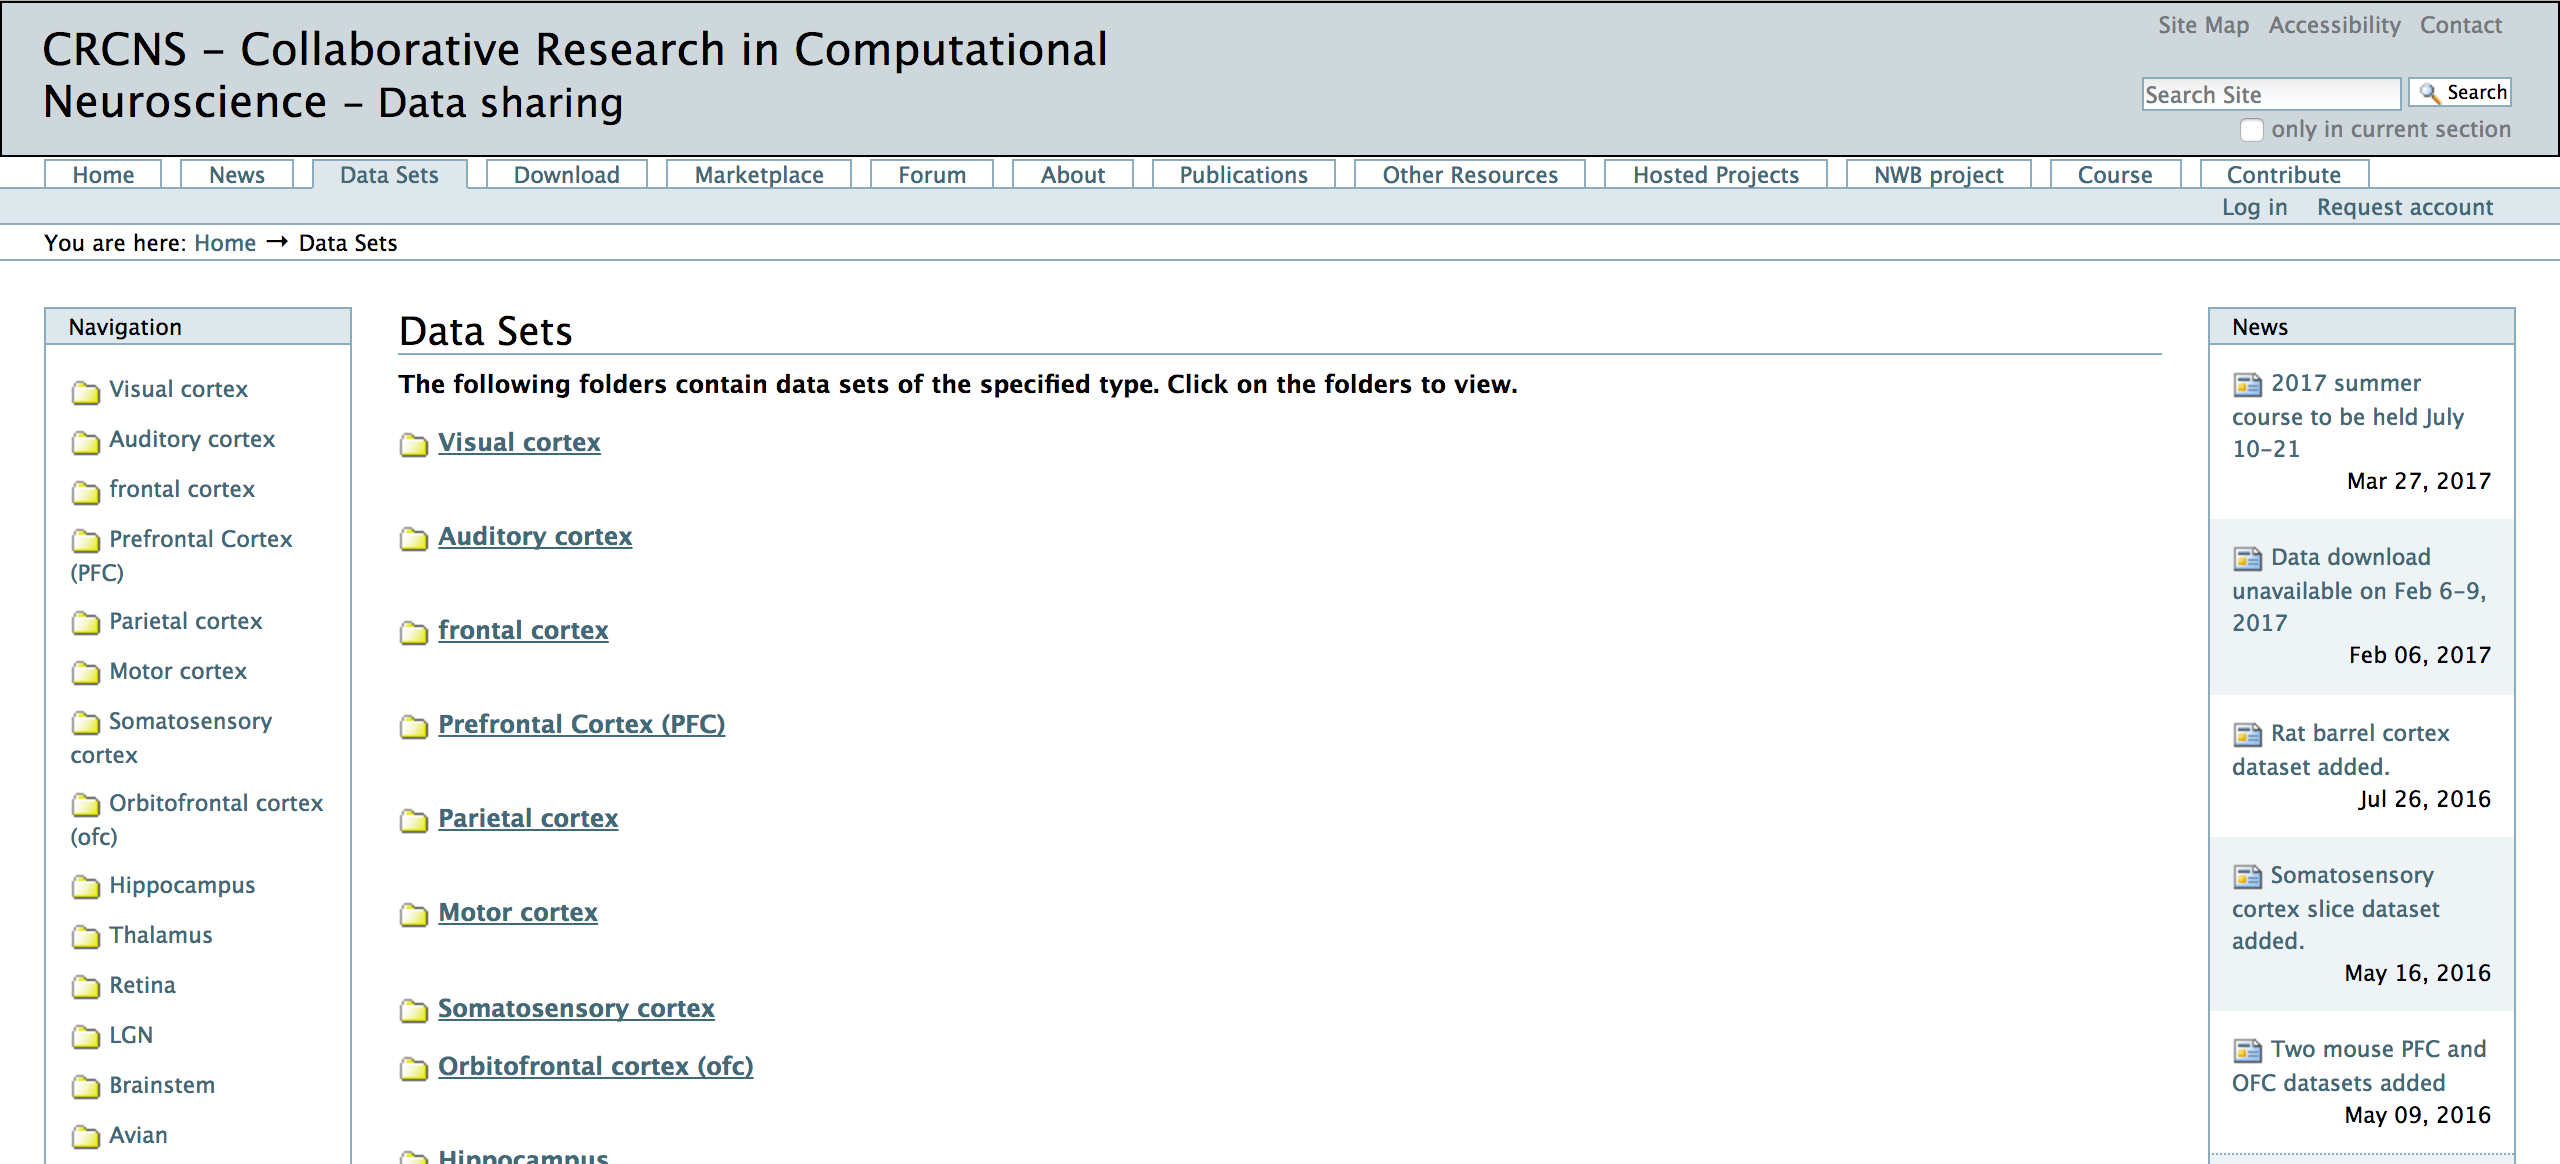 CRCNS – Collaborative Research in Computational
Neuroscience – Data sharing
Site Map Accessibility Contact
Search Site Search
only in current section
Home News Data Sets Download Marketplace Forum About Publications Other Resources Hosted Projects NWB project Course Contribute
Log in Request account
You are here: Home → Data Sets
Navigation
Visual cortex
Auditory cortex
frontal cortex
Prefrontal Cortex
(PFC)
Parietal cortex
Motor cortex
Somatosensory
cortex
Orbitofrontal cortex
(ofc)
Hippocampus
Thalamus
Retina
LGN
Brainstem
Avian
Data Sets
The following folders contain data sets of the specified type. Click on the folders to view.
Visual cortex
Auditory cortex
frontal cortex
Prefrontal Cortex (PFC)
Parietal cortex
Motor cortex
Somatosensory cortex
Orbitofrontal cortex (ofc)
Hippocampus
News
2017 summer
course to be held July
10-21
Mar 27, 2017
Data download
unavailable on Feb 6-9,
2017
Feb 06, 2017
Rat barrel cortex
dataset added.
Jul 26, 2016
Somatosensory
cortex slice dataset
added.
May 16, 2016
Two mouse PFC and
OFC datasets added
May 09, 2016